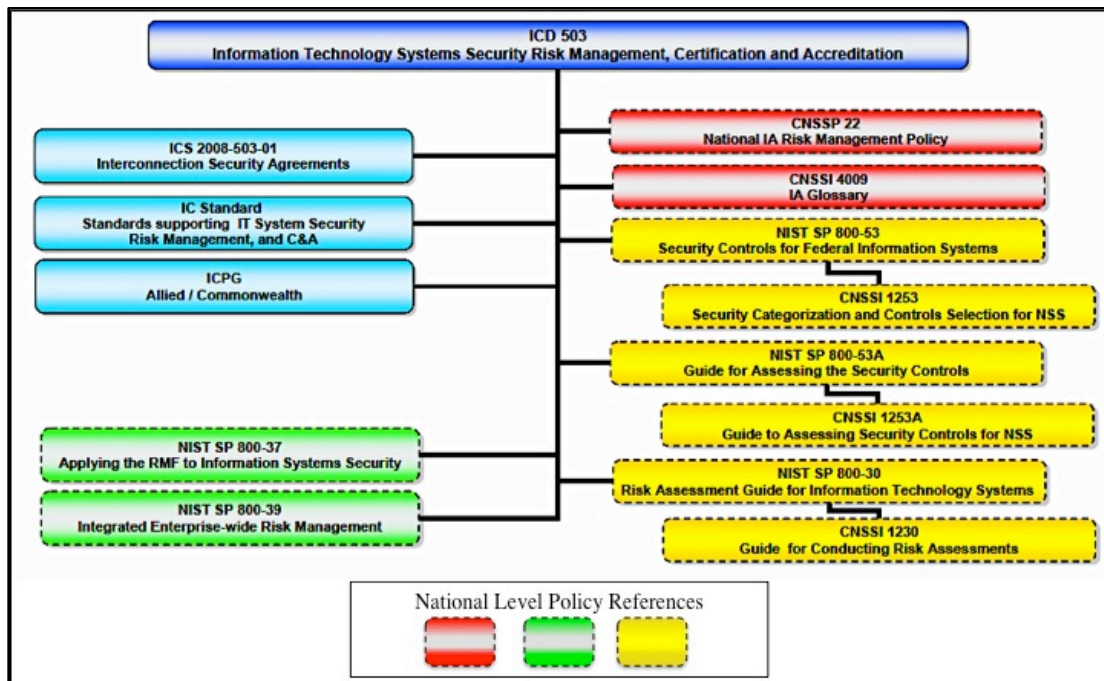 ICD 503
Information Technology Systems Security Risk Management, Certification and Accreditation
ICS 2008-503-01
Interconnection Security Agreements
IC Standard
Standards supporting IT System Security
Risk Management, and C&A
ICPG
Allied / Commonwealth
NIST SP 800-37
Applying the RMF to Information Systems Security
NIST SP 800-39
Integrated Enterprise-wide Risk Management
CNSSP 22
National IA Risk Management Policy
CNSSI 4009
IA Glossary
NIST SP 800-53
Security Controls for Federal Information Systems
CNSSI 1253
Security Categorization and Controls Selection for NSS
NIST SP 800-53A
Guide for Assessing the Security Controls
CNSSI 1253A
Guide to Assessing Security Controls for NSS
NIST SP 800-30
Risk Assessment Guide for Information Technology Systems
CNSSI 1230
Guide for Conducting Risk Assessments
National Level Policy References